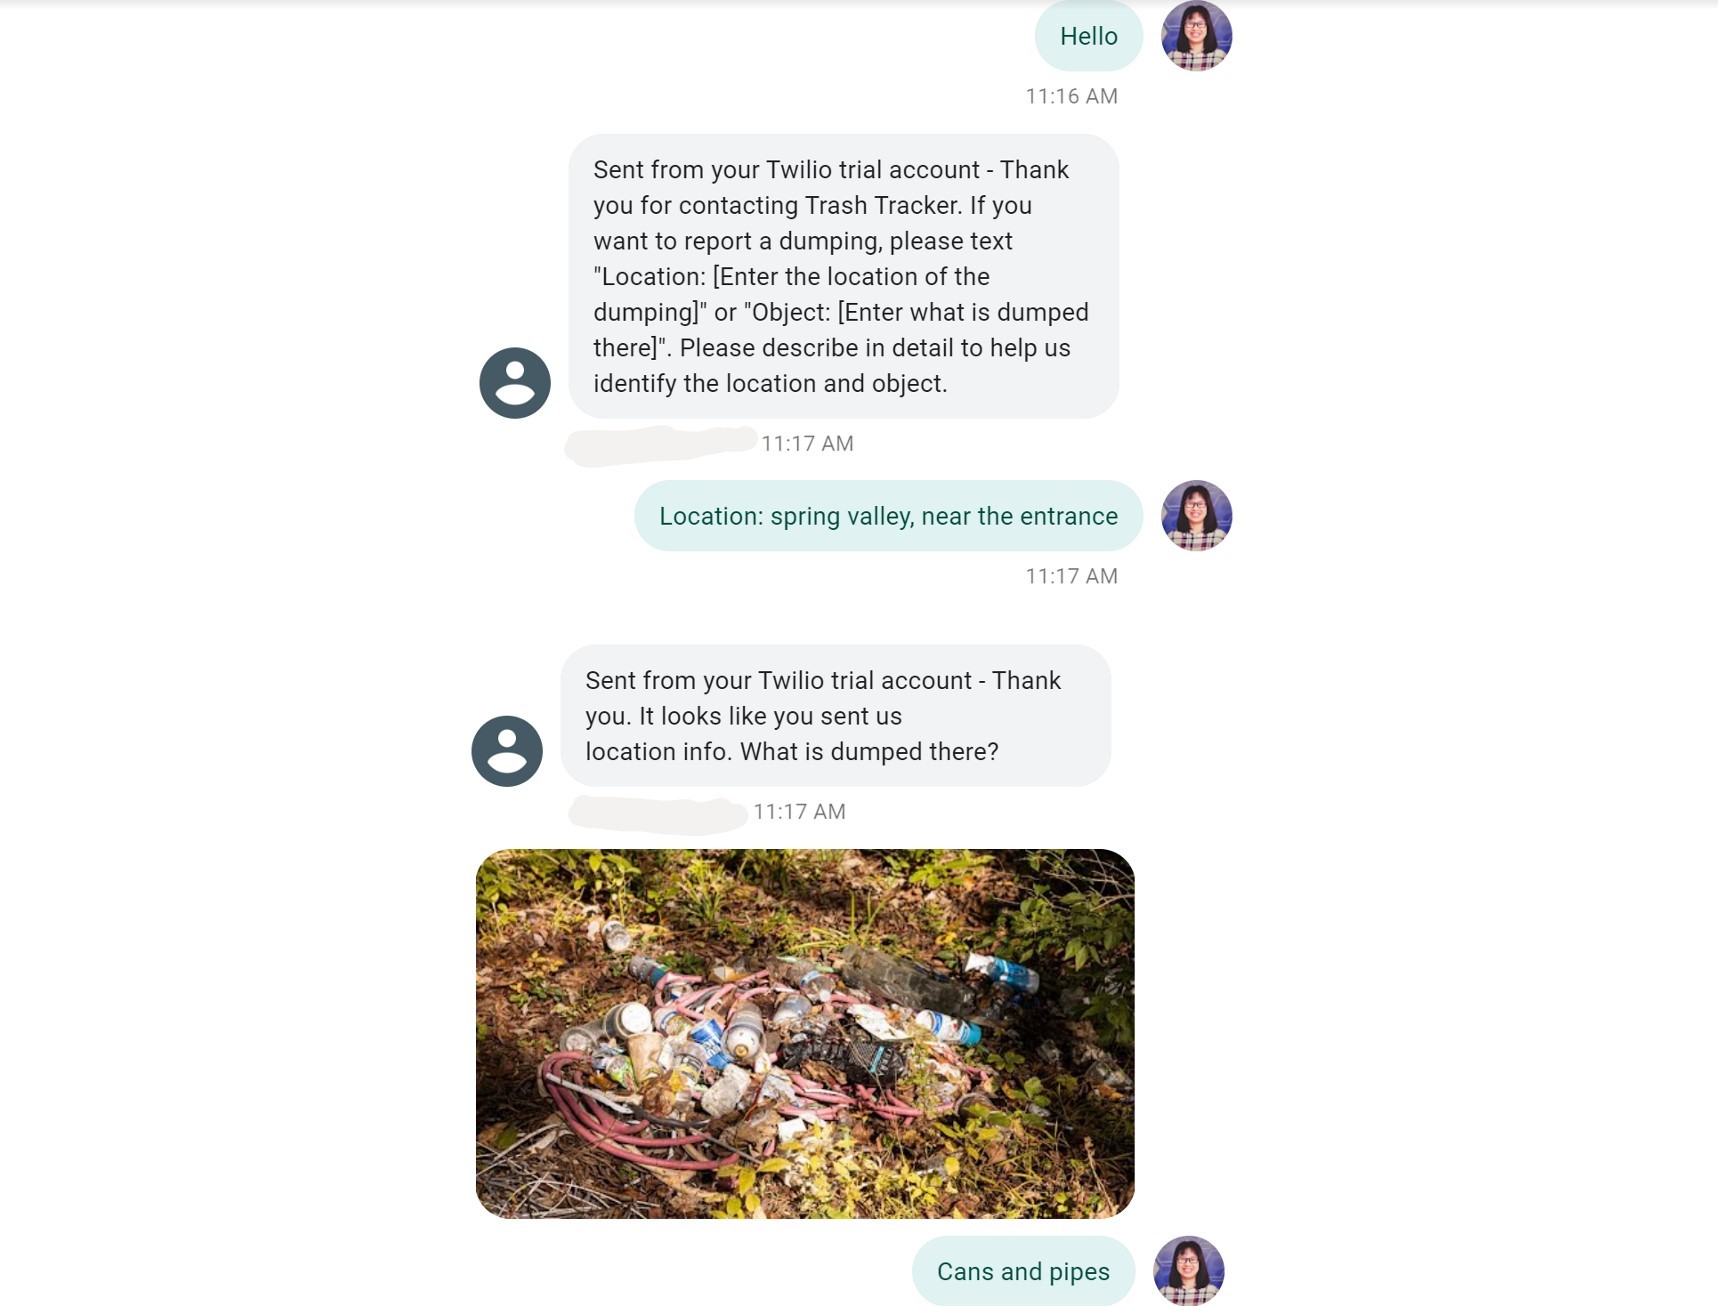 Hello
11:16 AM
Sent from your Twilio trial account - Thank
you for contacting Trash Tracker. If you
want to report a dumping, please text
"Location: [Enter the location of the
dumping]" or "Object: [Enter what is dumped
there]". Please describe in detail to help us
identify the location and object.
11:17 AM
Location: spring valley, near the entrance
11:17 AM
Sent from your Twilio trial account - Thank
you. It looks like you sent us
location info. What is dumped there?
11:17 AM
Cans and pipes